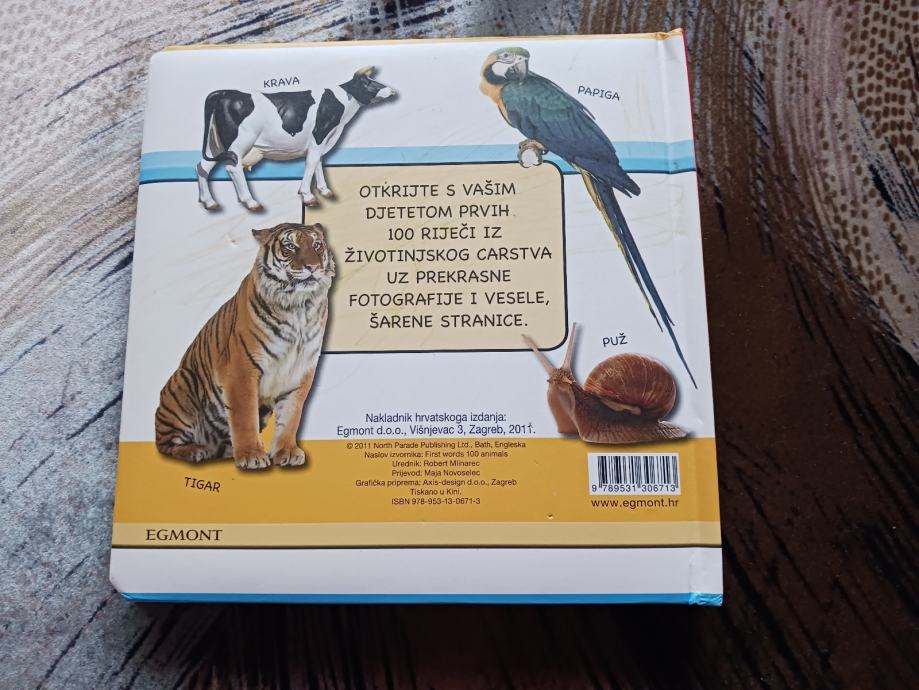 KRAVA
PAPIGA
OTKRIJTE S VAŠIM
DJETETOM PRVIH
100 RIJEČI IZ
ŽIVOTINJSKOG CARSTVA
UZ PREKRASNE
FOTOGRAFIJE I VESELE,
ŠARENE STRANICE.
PUŽ
TIGAR
Nakladnik hrvatskoga izdanja:
Egmont d.o.o., Višnjevac 3, Zagreb, 2011.
© 2011 North Parade Publishing Ltd., Bath, Engleska
Naslov izvornika: First words 100 animals
Urednik: Robert Mlinarec
Prijevod: Maja Novoselec
Grafička priprema: Axis-design d.o.o., Zagreb
Tiskano u Kini.
ISBN 978-953-13-0671-3
9 789531 306713
www.egmont.hr
EGMONT